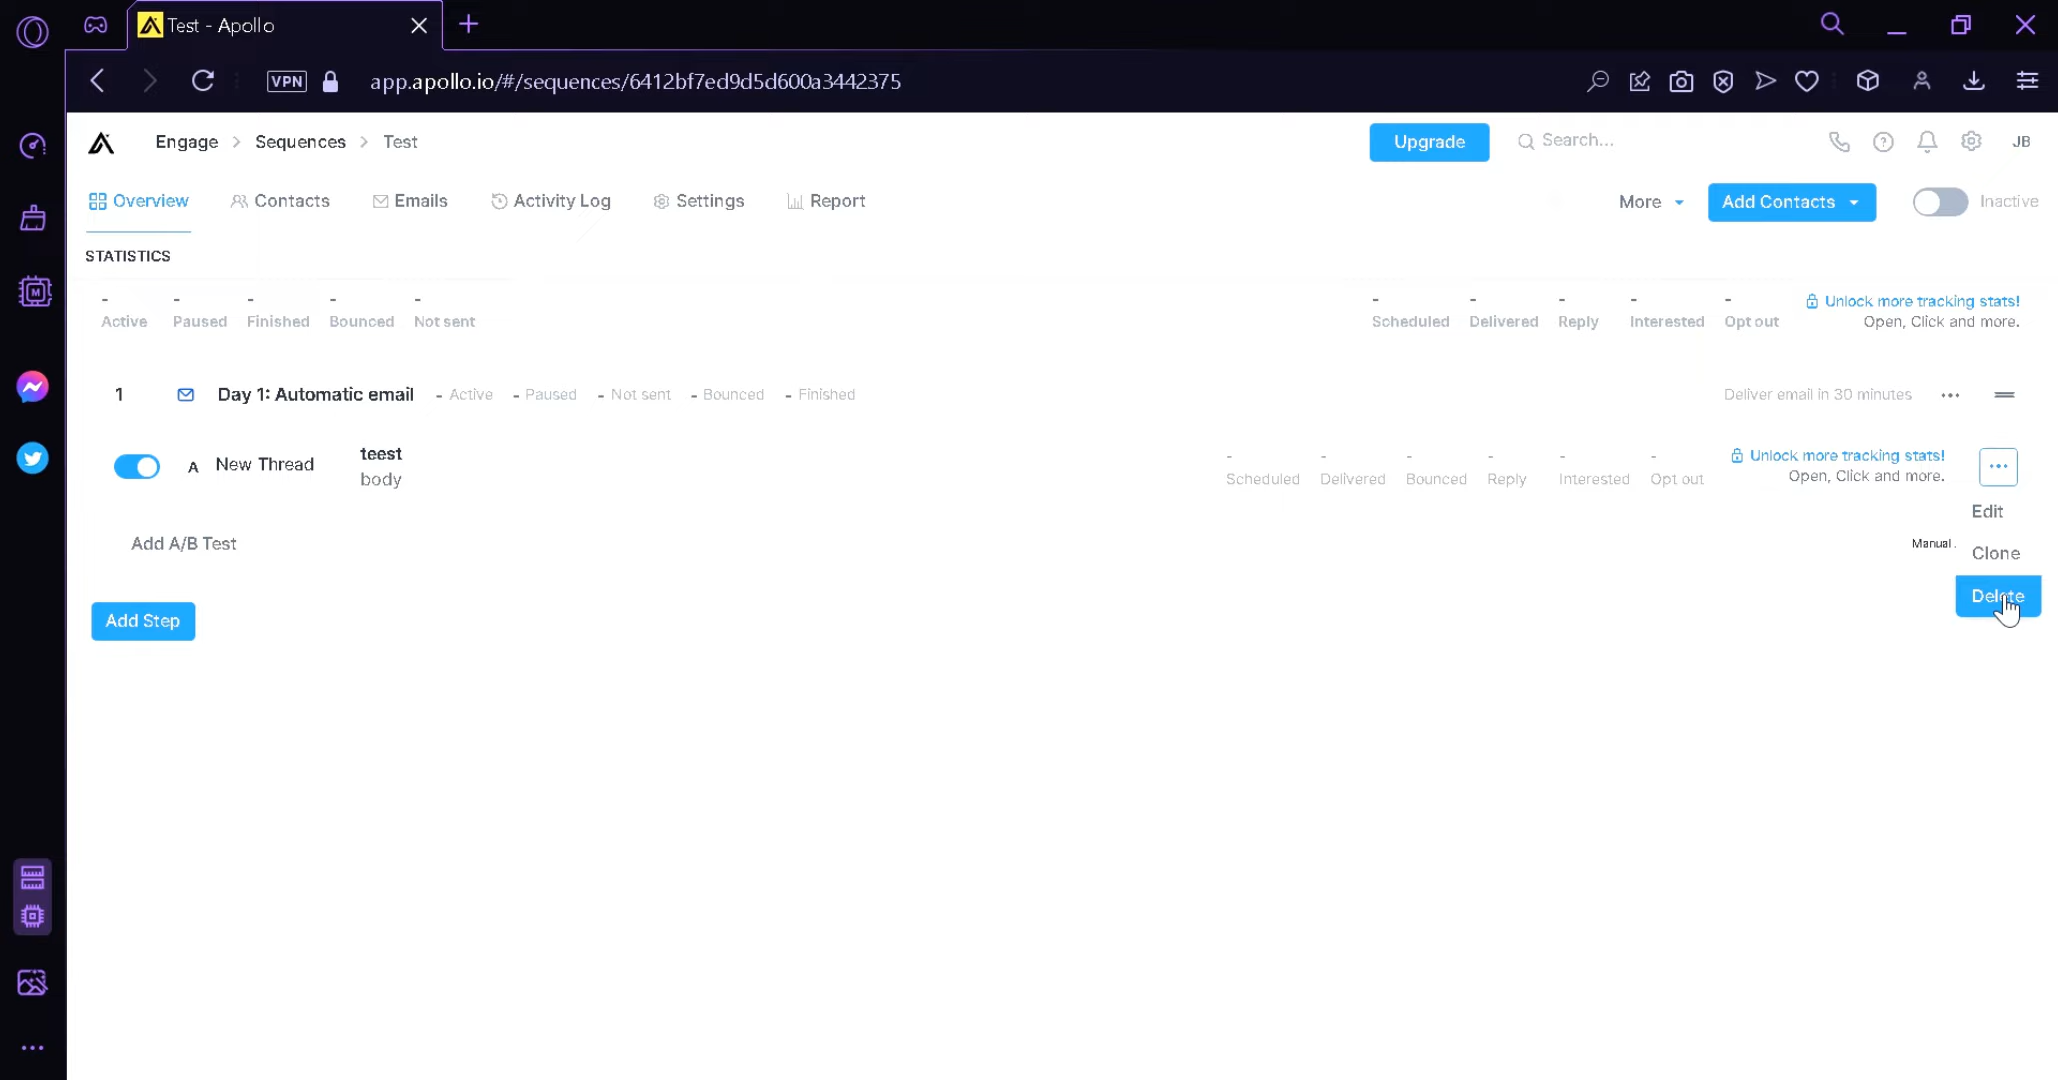 Test - Apollo
VPN app.apollo.io/#/sequences/6412bf7ed9d5d600a3442375
Engage > Sequences > Test Upgrade Search... JB
Overview Contacts Emails Activity Log Settings Report More Add Contacts Inactive
STATISTICS
- - - - - - - - - - Unlock more tracking stats!
Active Paused Finished Bounced Not sent Scheduled Delivered Reply Interested Opt out Open, Click and more.
1 Day 1: Automatic email - Active - Paused - Not sent - Bounced - Finished Deliver email in 30 minutes ...
teest - - - - - - Unlock more tracking stats!
A New Thread ...
body Scheduled Delivered Bounced Reply Interested Opt out Open, Click and more.
Edit
Add A/B Test Manual .
Clone
Delete
Add Step